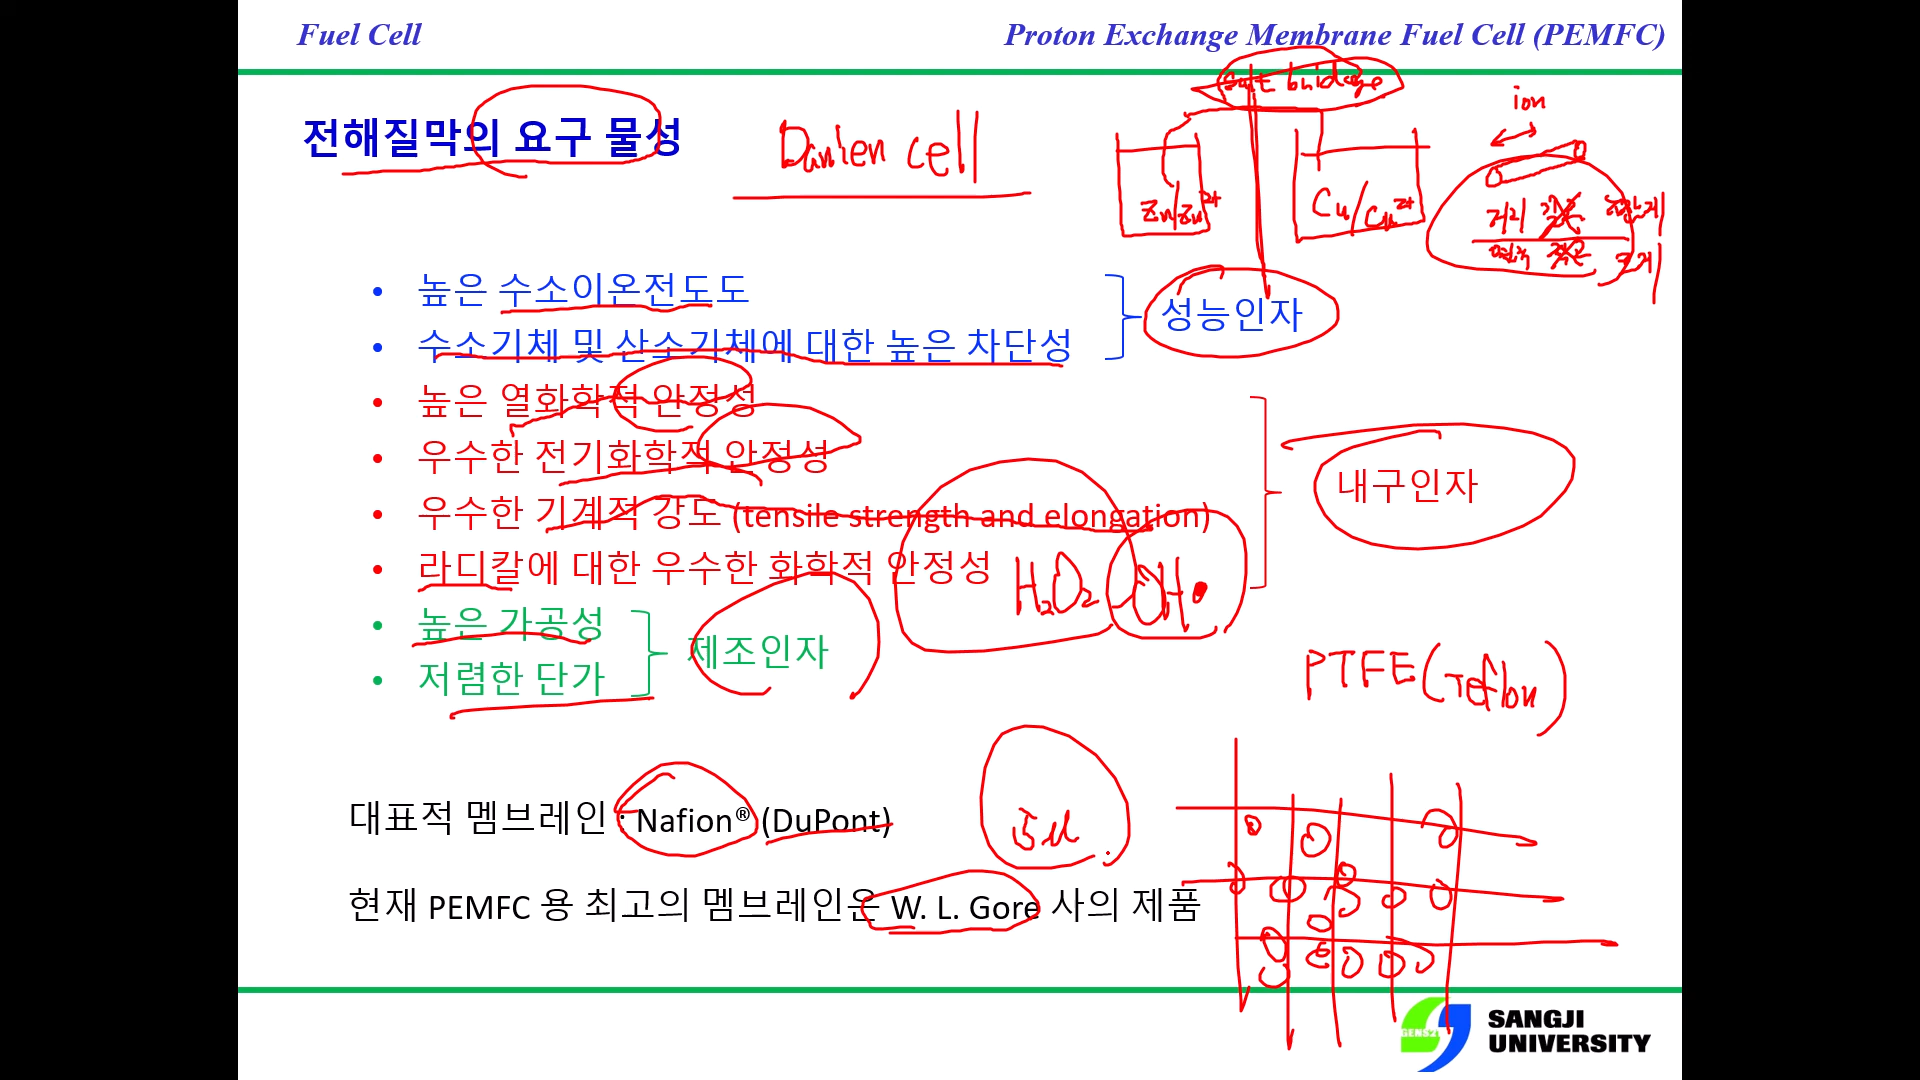 Fuel Cell
Proton Exchange Membrane Fuel Cell (PEMFC)
salt bridge
ion
전해질막의 요구 물성
Daniel cell
Zn/Zn2+
Cu/Cu2+
거리
• 높은 수소이온전도도
• 수소기체 및 산소기체에 대한 높은 차단성
성능인자
• 높은 열화학적 안정성
• 우수한 전기화학적 안정성
• 우수한 기계적 강도 (tensile strength and elongation)
• 라디칼에 대한 우수한 화학적 안정성
내구인자
H2O2
OH•
• 높은 가공성
• 저렴한 단가
제조인자
PTFE (Teflon)
대표적 멤브레인 : Nafion® (DuPont)
현재 PEMFC 용 최고의 멤브레인은 W. L. Gore 사의 제품
GENS21
SANGJI
UNIVERSITY